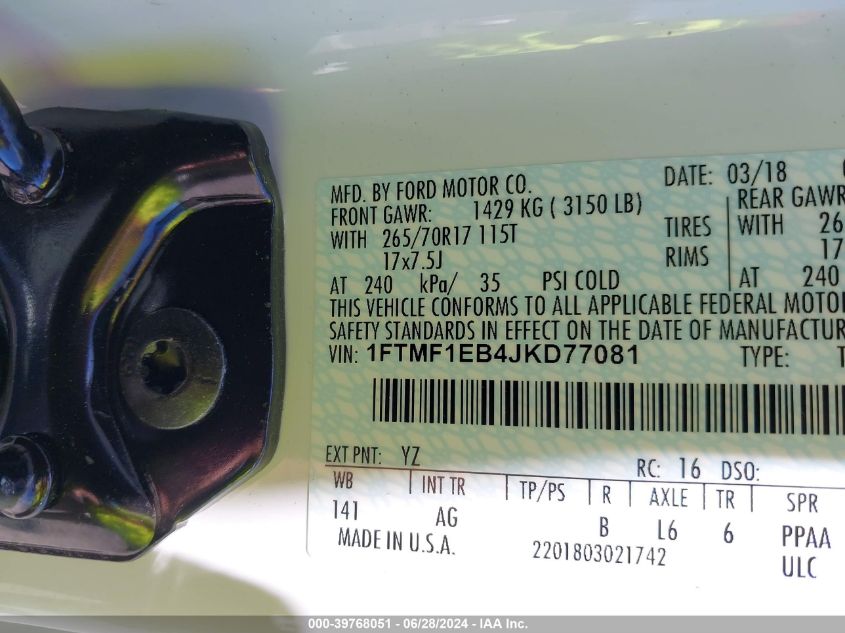 MFD. BY FORD MOTOR CO. DATE: 03/18
FRONT GAWR: 1429 KG ( 3150 LB) REAR GAWR
WITH 265/70R17 115T TIRES WITH 26
17x7.5J RIMS 17
AT 240 kPa/ 35 PSI COLD AT 240
THIS VEHICLE CONFORMS TO ALL APPLICABLE FEDERAL MOTOR
SAFETY STANDARDS IN EFFECT ON THE DATE OF MANUFACTUR
VIN: 1FTMF1EB4JKD77081 TYPE: T
EXT PNT: YZ RC: 16 DSO:
WB INT TR TP/PS R AXLE TR SPR
141 AG B L6 6 PPAA
MADE IN U.S.A. 2201803021742 ULC
000-39768051 / 06/28/2024 - IAA Inc.